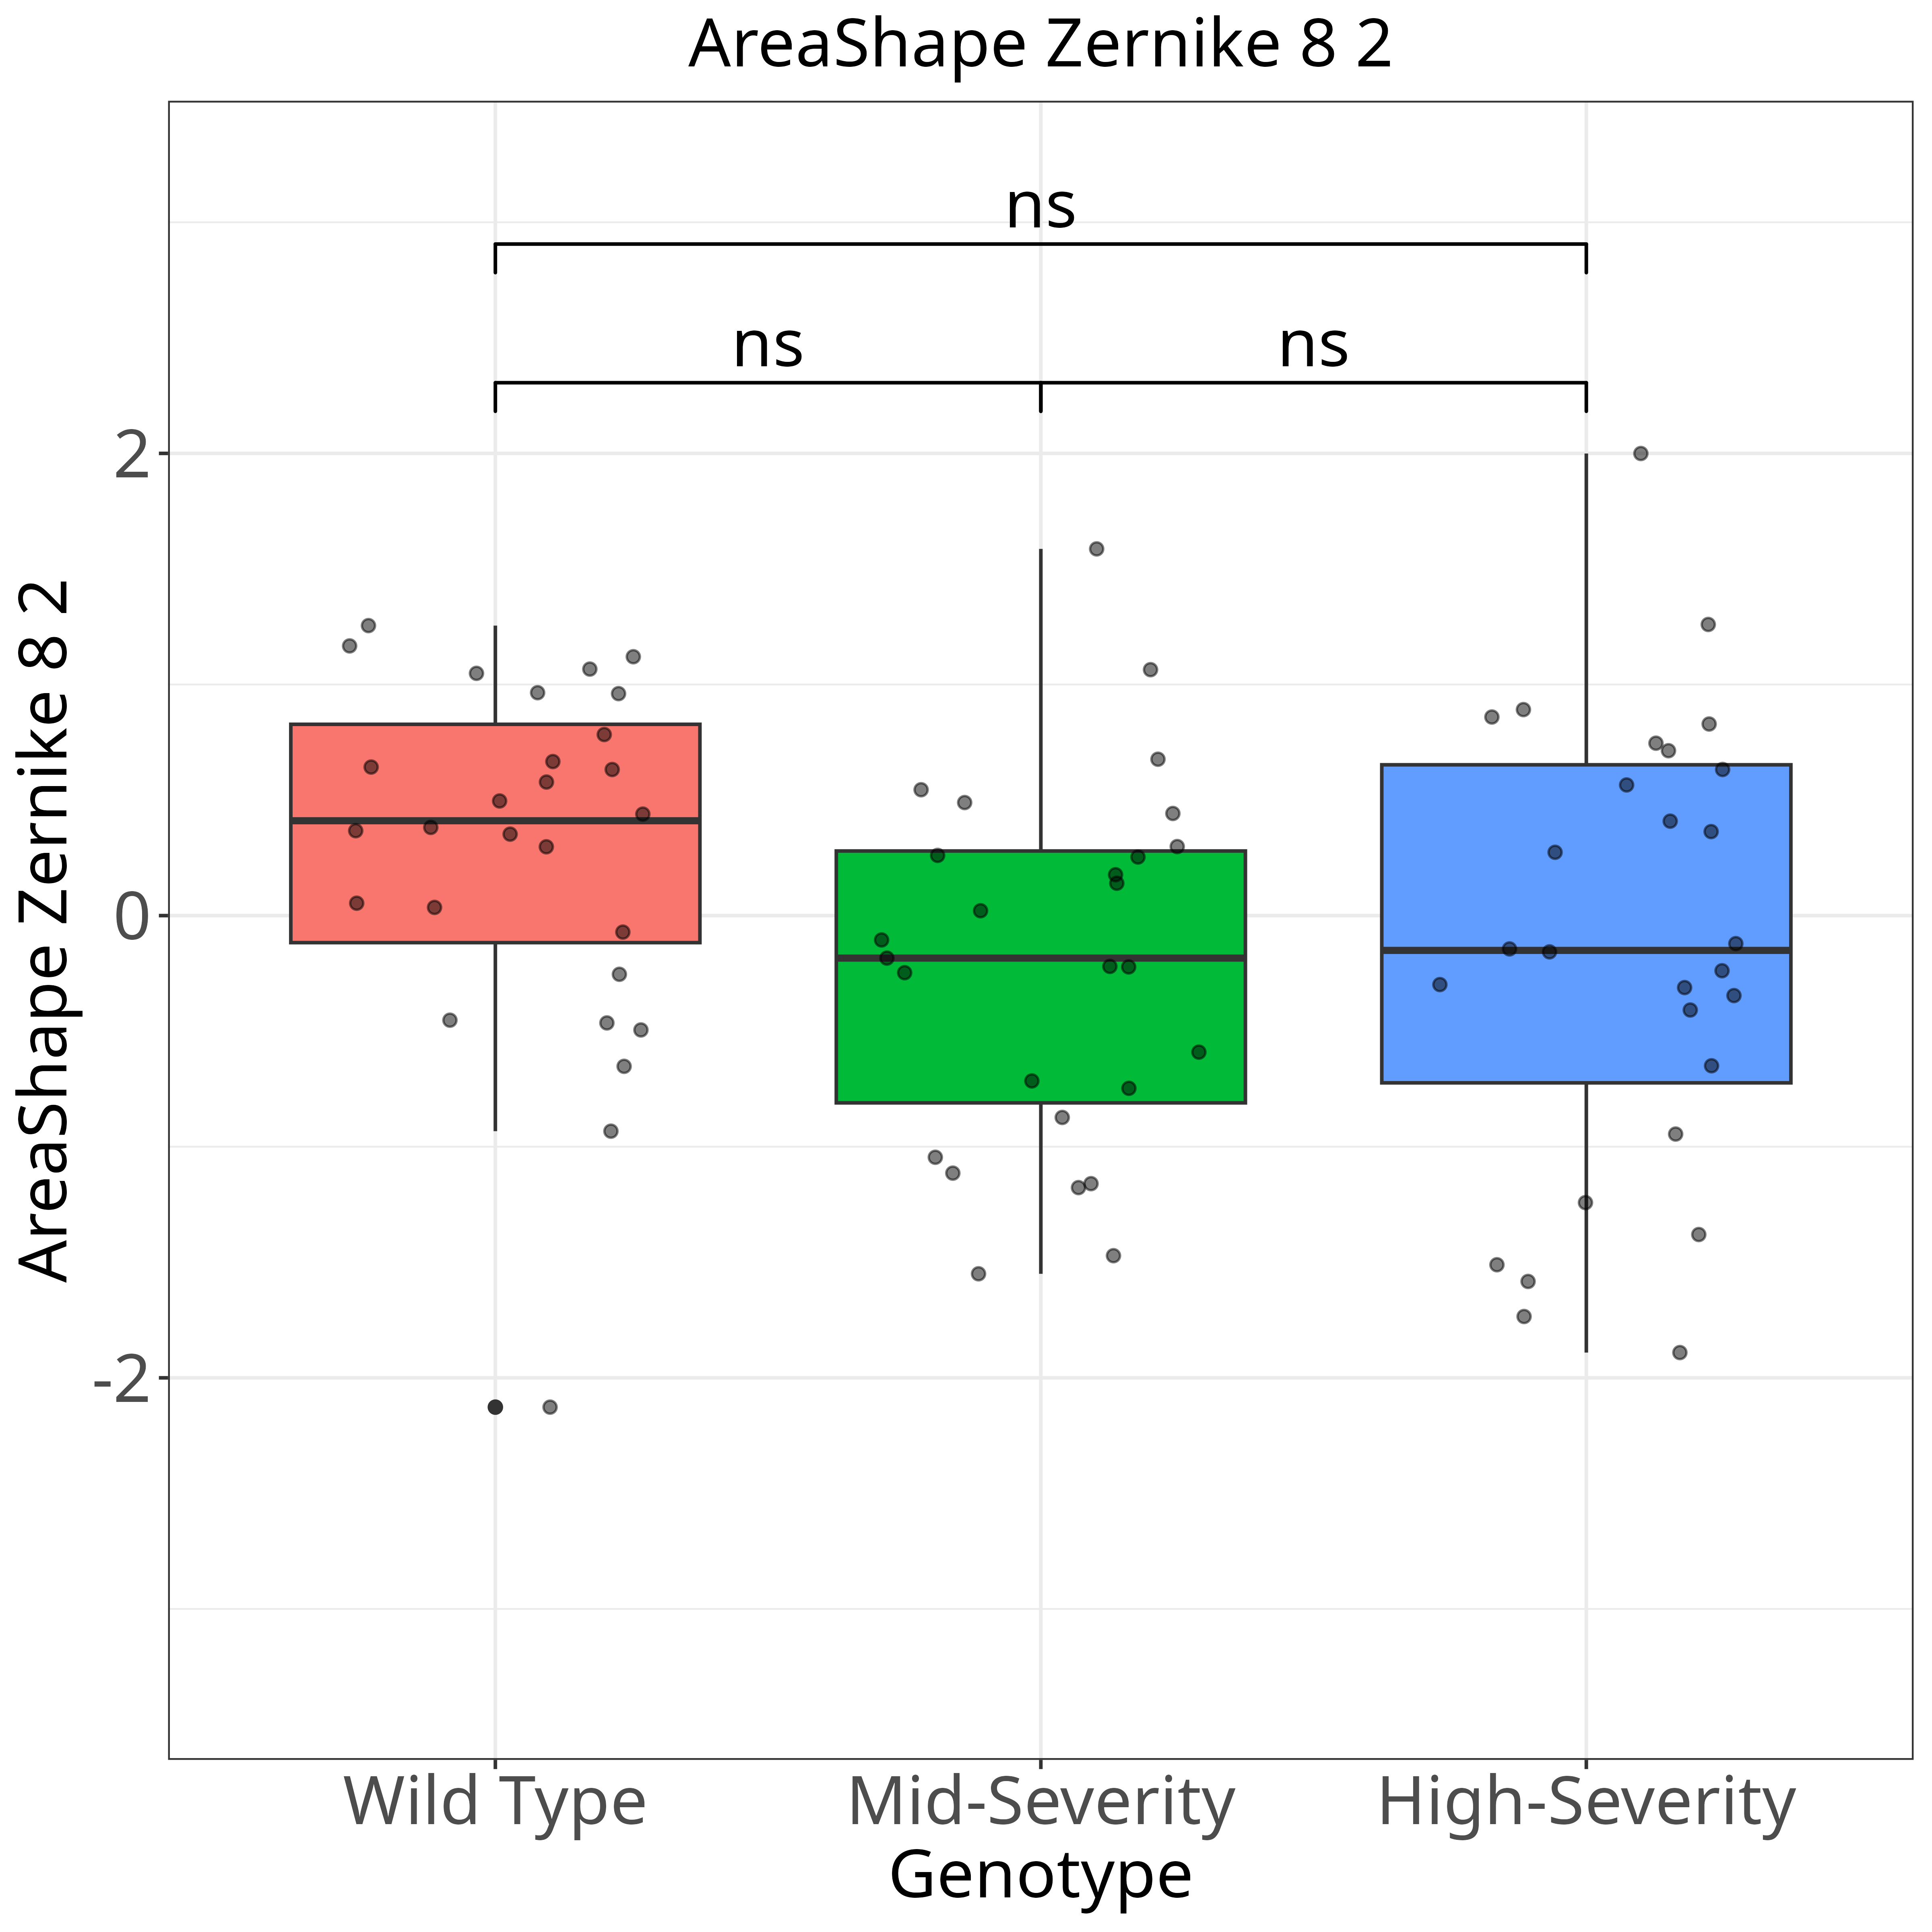 AreaShape Zernike 8 2
ns
ns ns
2
0
-2
AreaShape Zernike 8 2
Wild Type Mid-Severity High-Severity
Genotype